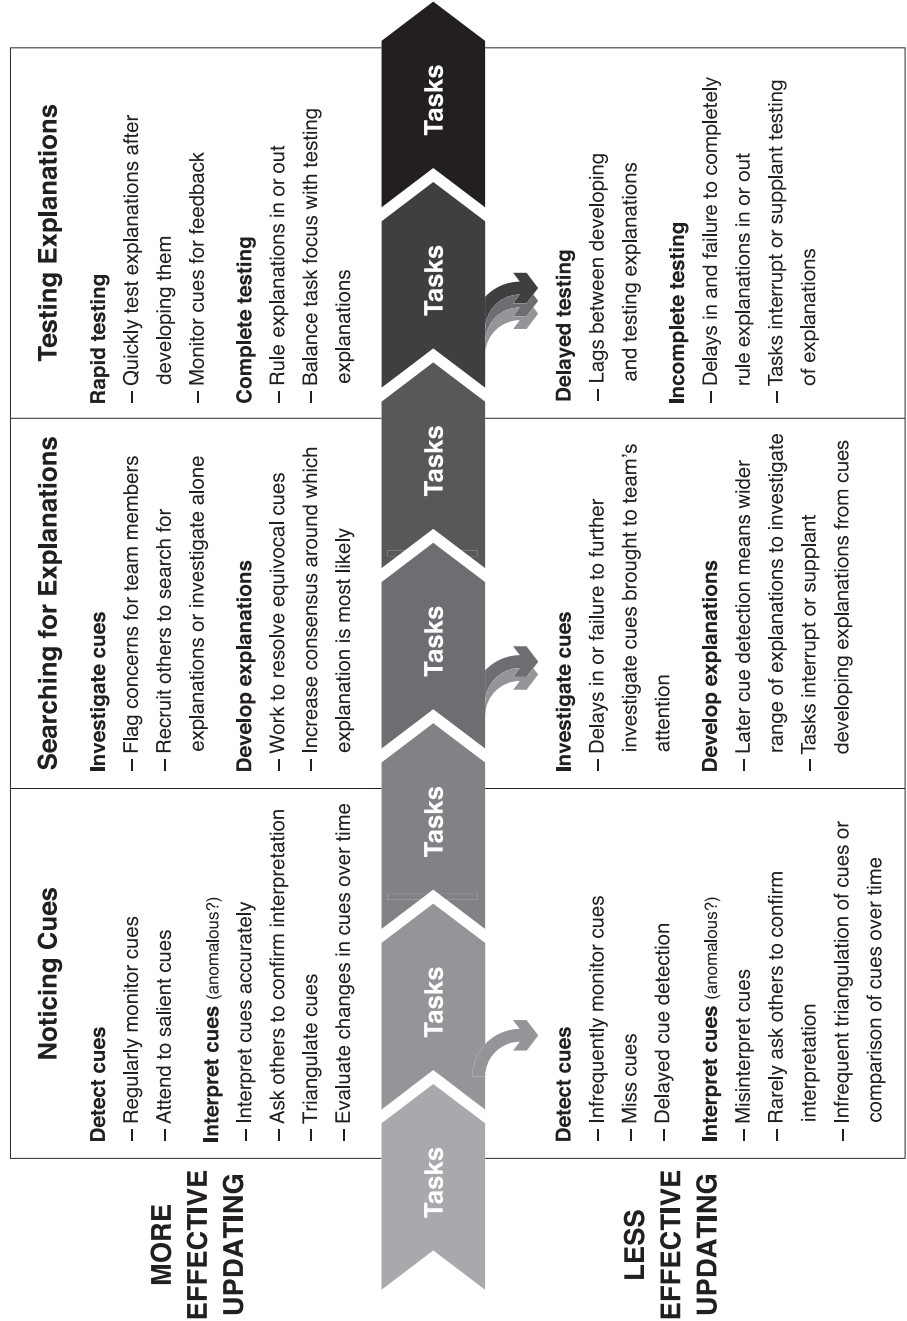 Noticing Cues
Searching for Explanations
Testing Explanations
MORE
EFFECTIVE
UPDATING
Detect cues
– Regularly monitor cues
– Attend to salient cues
Interpret cues (anomalous?)
– Interpret cues accurately
– Ask others to confirm interpretation
– Triangulate cues
– Evaluate changes in cues over time
Investigate cues
– Flag concerns for team members
– Recruit others to search for
explanations or investigate alone
Develop explanations
– Work to resolve equivocal cues
– Increase consensus around which
explanation is most likely
Rapid testing
– Quickly test explanations after
developing them
– Monitor cues for feedback
Complete testing
– Rule explanations in or out
– Balance task focus with testing
explanations
Tasks
Tasks
Tasks
Tasks
Tasks
Tasks
Tasks
LESS
EFFECTIVE
UPDATING
Detect cues
– Infrequently monitor cues
– Miss cues
– Delayed cue detection
Interpret cues (anomalous?)
– Misinterpret cues
– Rarely ask others to confirm
interpretation
– Infrequent triangulation of cues or
comparison of cues over time
Investigate cues
– Delays in or failure to further
investigate cues brought to team’s
attention
Develop explanations
– Later cue detection means wider
range of explanations to investigate
– Tasks interrupt or supplant
developing explanations from cues
Delayed testing
– Lags between developing
and testing explanations
Incomplete testing
– Delays in and failure to completely
rule explanations in or out
– Tasks interrupt or supplant testing
of explanations